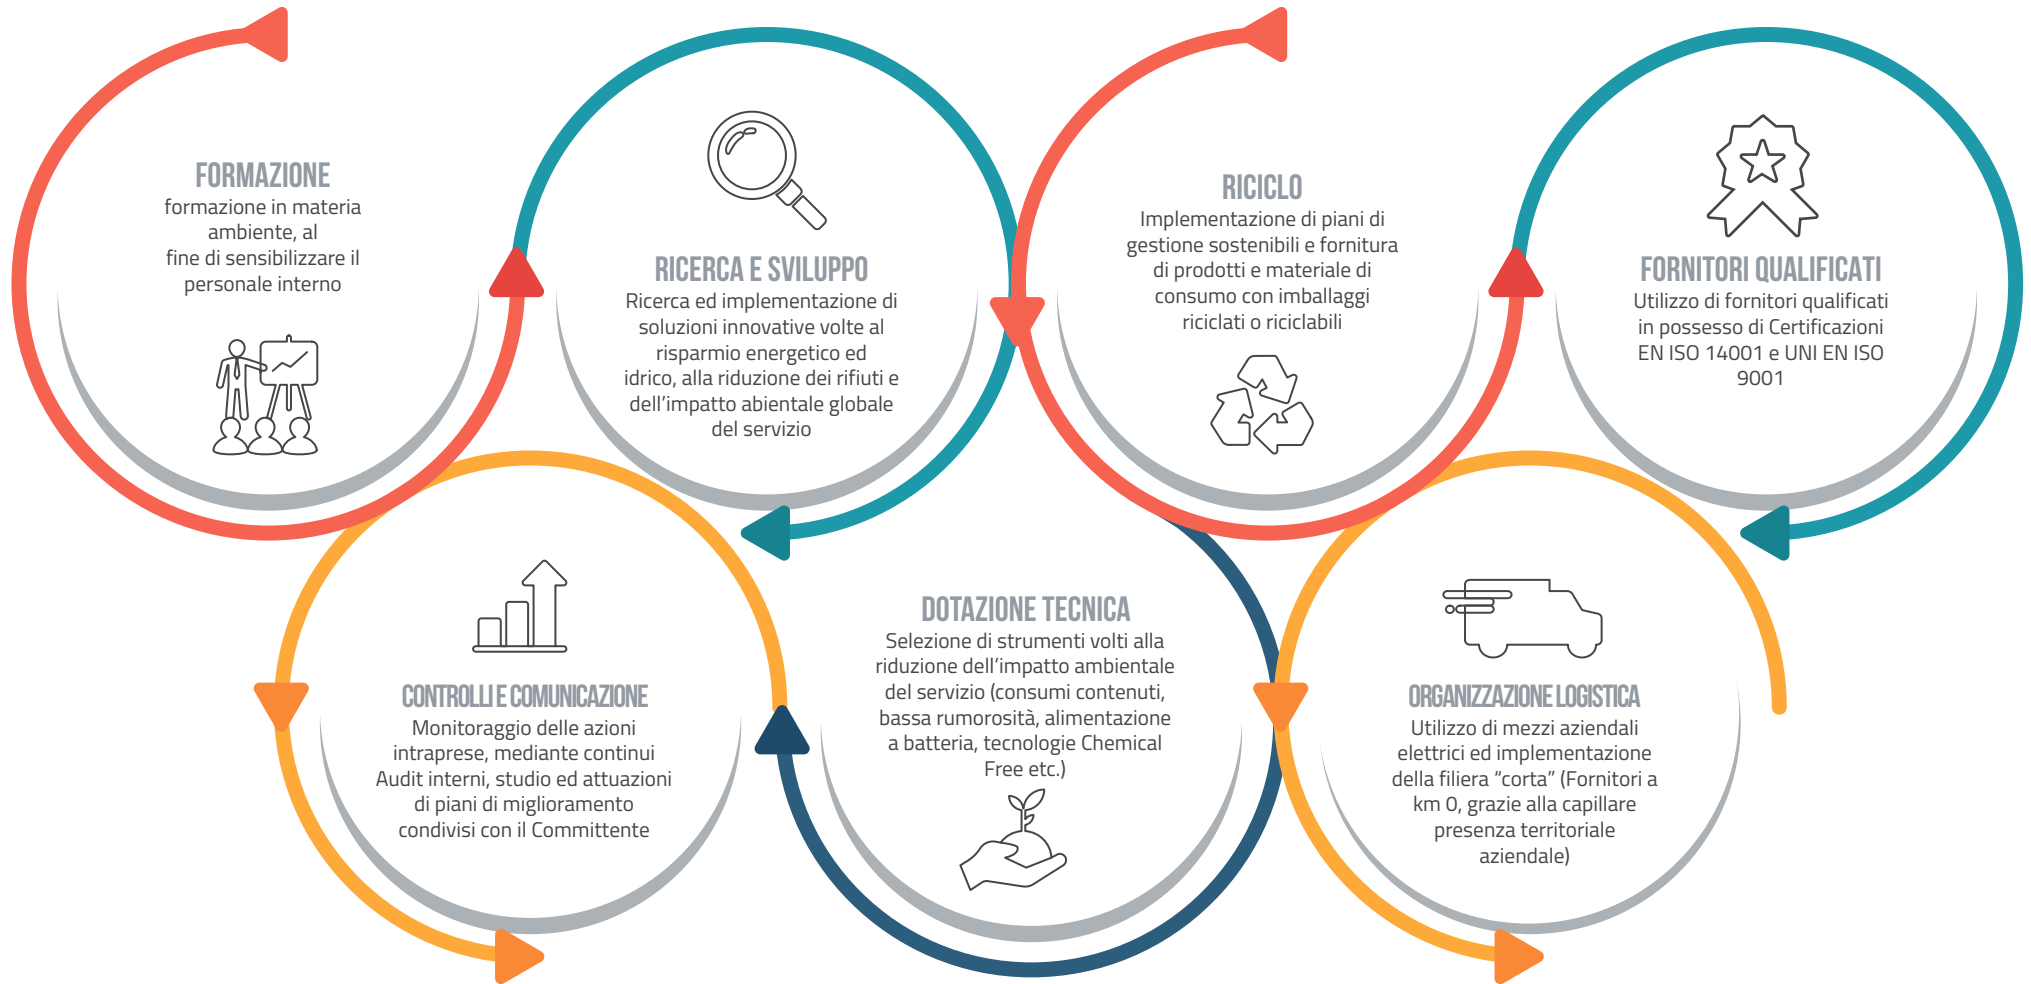 FORMAZIONE
formazione in materia
ambiente, al
fine di sensibilizzare il
personale interno
RICERCA E SVILUPPO
Ricerca ed implementazione di
soluzioni innovative volte al
risparmio energetico ed
idrico, alla riduzione dei rifiuti e
dell’impatto abientale globale
del servizio
RICICLO
Implementazione di piani di
gestione sostenibili e fornitura
di prodotti e materiale di
consumo con imballaggi
riciclati o riciclabili
FORNITORI QUALIFICATI
Utilizzo di fornitori qualificati
in possesso di Certificazioni
EN ISO 14001 e UNI EN ISO
9001
CONTROLLI E COMUNICAZIONE
Monitoraggio delle azioni
intraprese, mediante continui
Audit interni, studio ed attuazioni
di piani di miglioramento
condivisi con il Committente
DOTAZIONE TECNICA
Selezione di strumenti volti alla
riduzione dell’impatto ambientale
del servizio (consumi contenuti,
bassa rumorosità, alimentazione
a batteria, tecnologie Chemical
Free etc.)
ORGANIZZAZIONE LOGISTICA
Utilizzo di mezzi aziendali
elettrici ed implementazione
della filiera “corta” (Fornitori a
km 0, grazie alla capillare
presenza territoriale
aziendale)